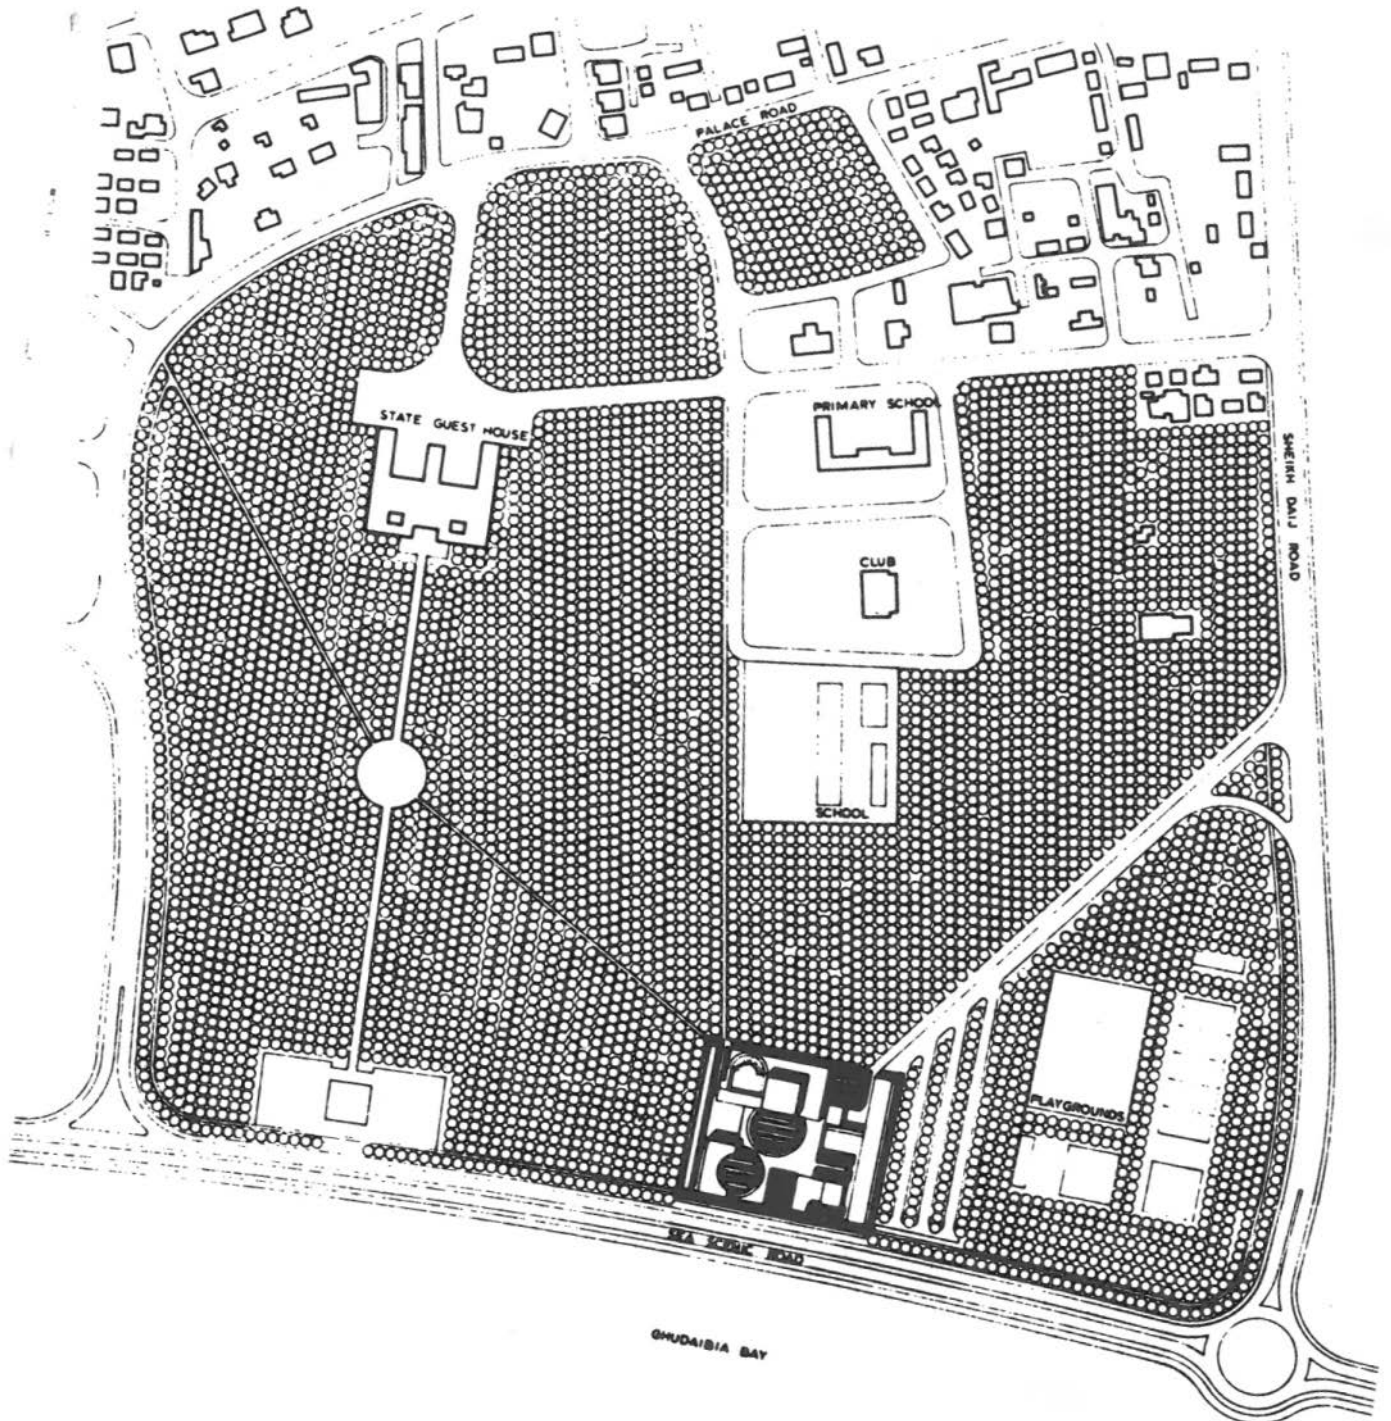 PALACE ROAD
STATE GUEST HOUSE
PRIMARY SCHOOL
SHEIKH DAIJ ROAD
CLUB
SCHOOL
PLAYGROUNDS
SEA SCENIC ROAD
GHUDAIBIA BAY